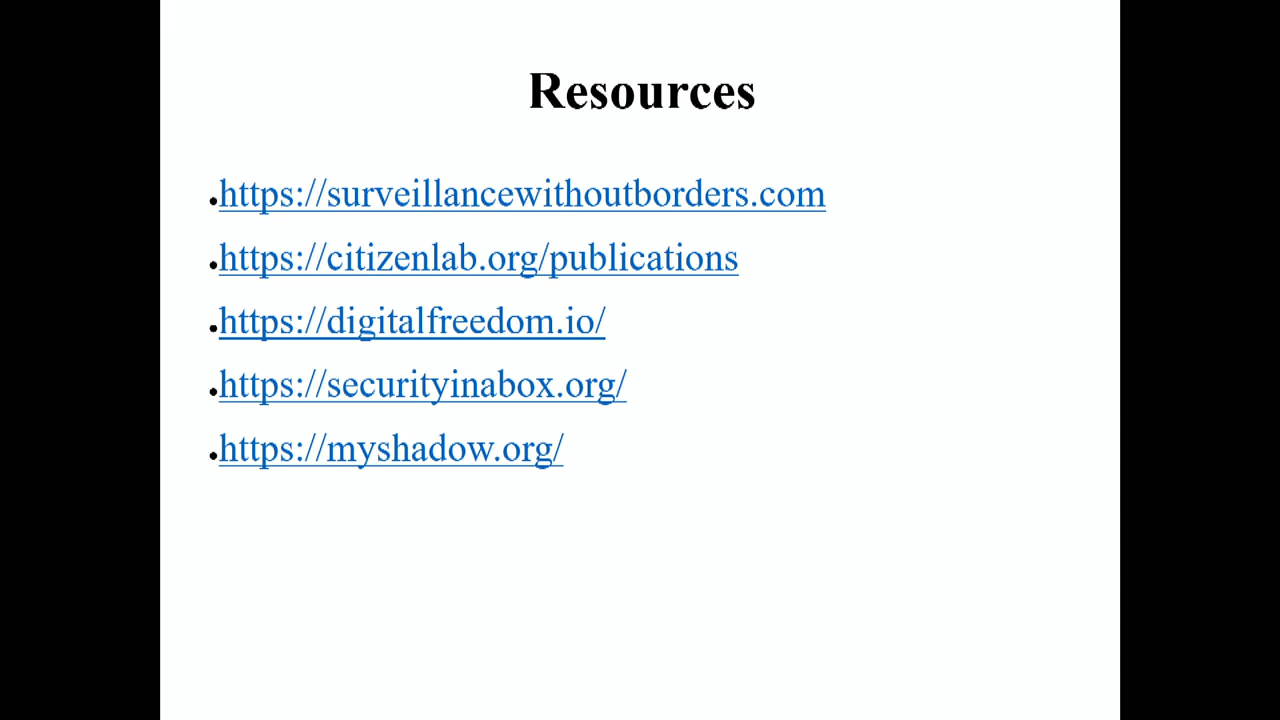 Resources
•https://surveillancewithoutborders.com
•https://citizenlab.org/publications
•https://digitalfreedom.io/
•https://securityinabox.org/
•https://myshadow.org/